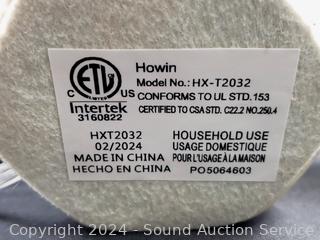 Howin
Model No.: HX-T2032
ETL
LISTED
C US
CONFORMS TO UL STD. 153
Intertek
3160822
CERTIFIED TO CSA STD. C22.2 NO.250.4
HXT2032
HOUSEHOLD USE
02/2024
USAGE DOMESTIQUE
MADE IN CHINA
POUR L'USAGE À LA MAISON
HECHO EN CHINA
PO5064603
Copyright 2024 - Sound Auction Service